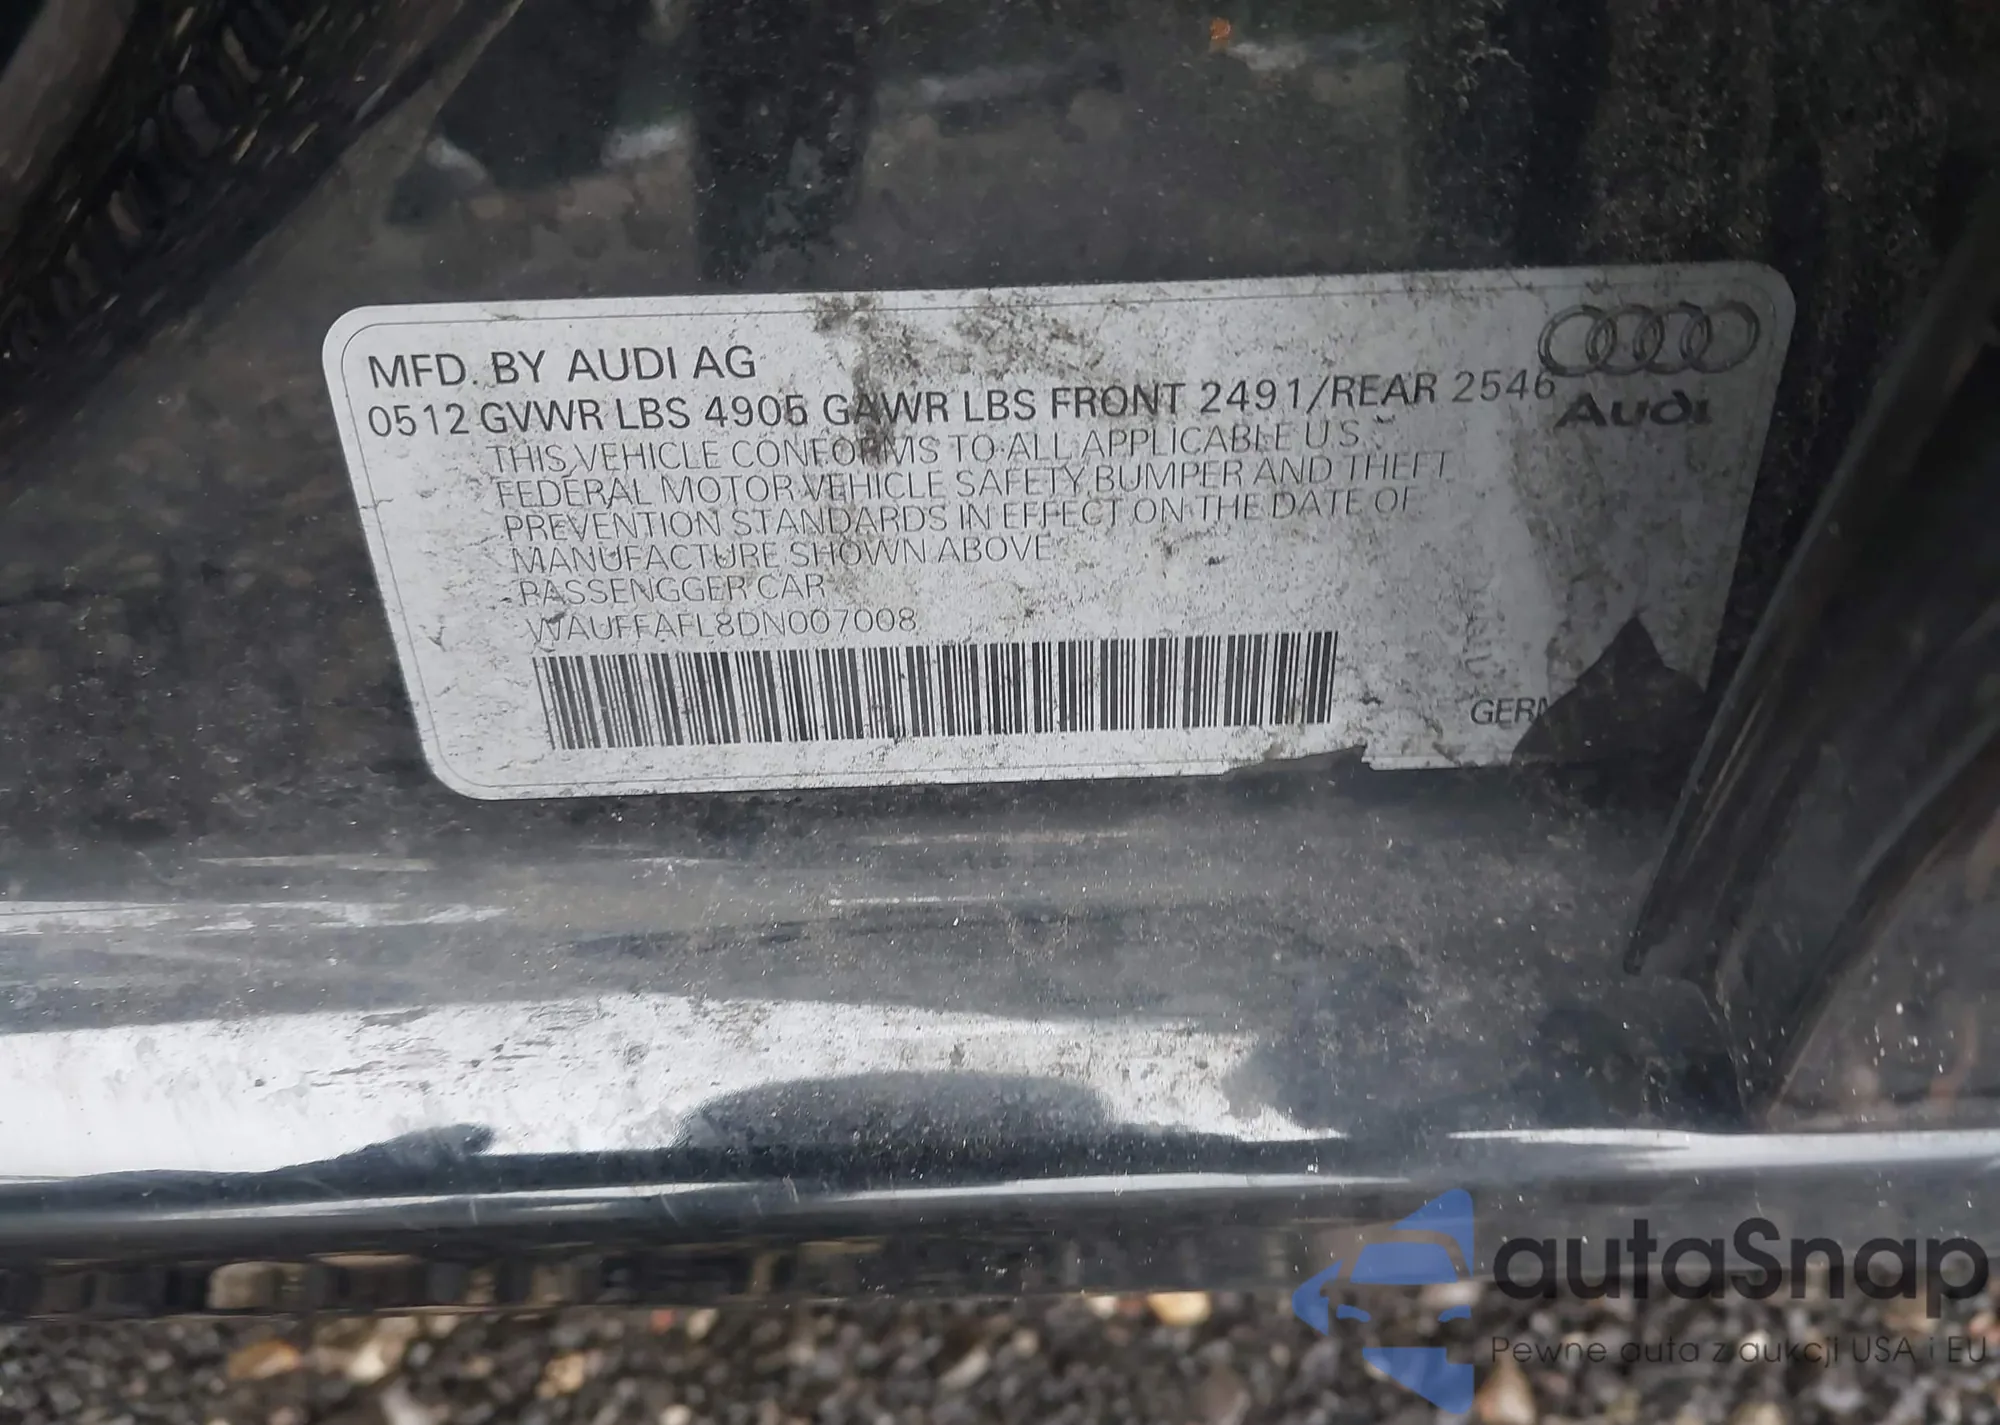 MFD. BY AUDI AG
0512 GVWR LBS 4905 GAWR LBS FRONT 2491/REAR 2546
Audi
THIS VEHICLE CONFORMS TO ALL APPLICABLE U.S.
FEDERAL MOTOR VEHICLE SAFETY BUMPER AND THEFT
PREVENTION STANDARDS IN EFFECT ON THE DATE OF
MANUFACTURE SHOWN ABOVE
PASSENGGER CAR
WAUFFAFL8DN007008
GERM
autaSnap
Pewne auta z aukcji USA i EU